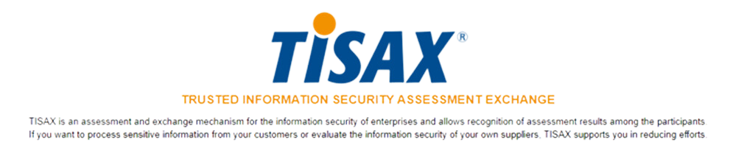 TiSAX®
TRUSTED INFORMATION SECURITY ASSESSMENT EXCHANGE
TISAX is an assessment and exchange mechanism for the information security of enterprises and allows recognition of assessment results among the participants
If you want to process sensitive information from your customers or evaluate the information security of your own suppliers, TISAX supports you in reducing efforts